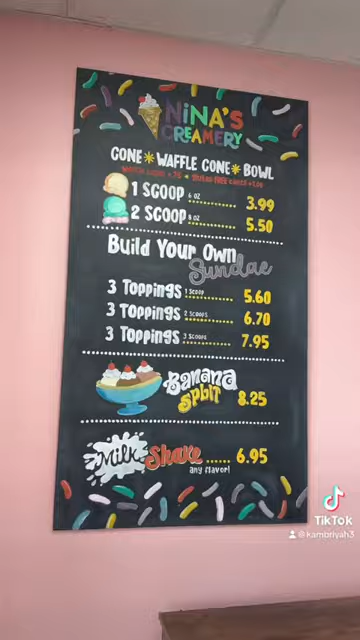 NiNA'S
CREAMERY
CONE * WAFFLE CONE * BOWL
1 SCOOP 6 OZ 3.99
2 SCOOP 8 OZ 5.50
Build Your Own
Sundae
3 Toppings 1 SCOOP 5.60
3 Toppings 2 SCOOPS 6.70
3 Toppings 3 SCOOPS 7.95
Banana
Split 8.25
Milk Shake ...... 6.95
any flavor!
TikTok
@kambriyah3